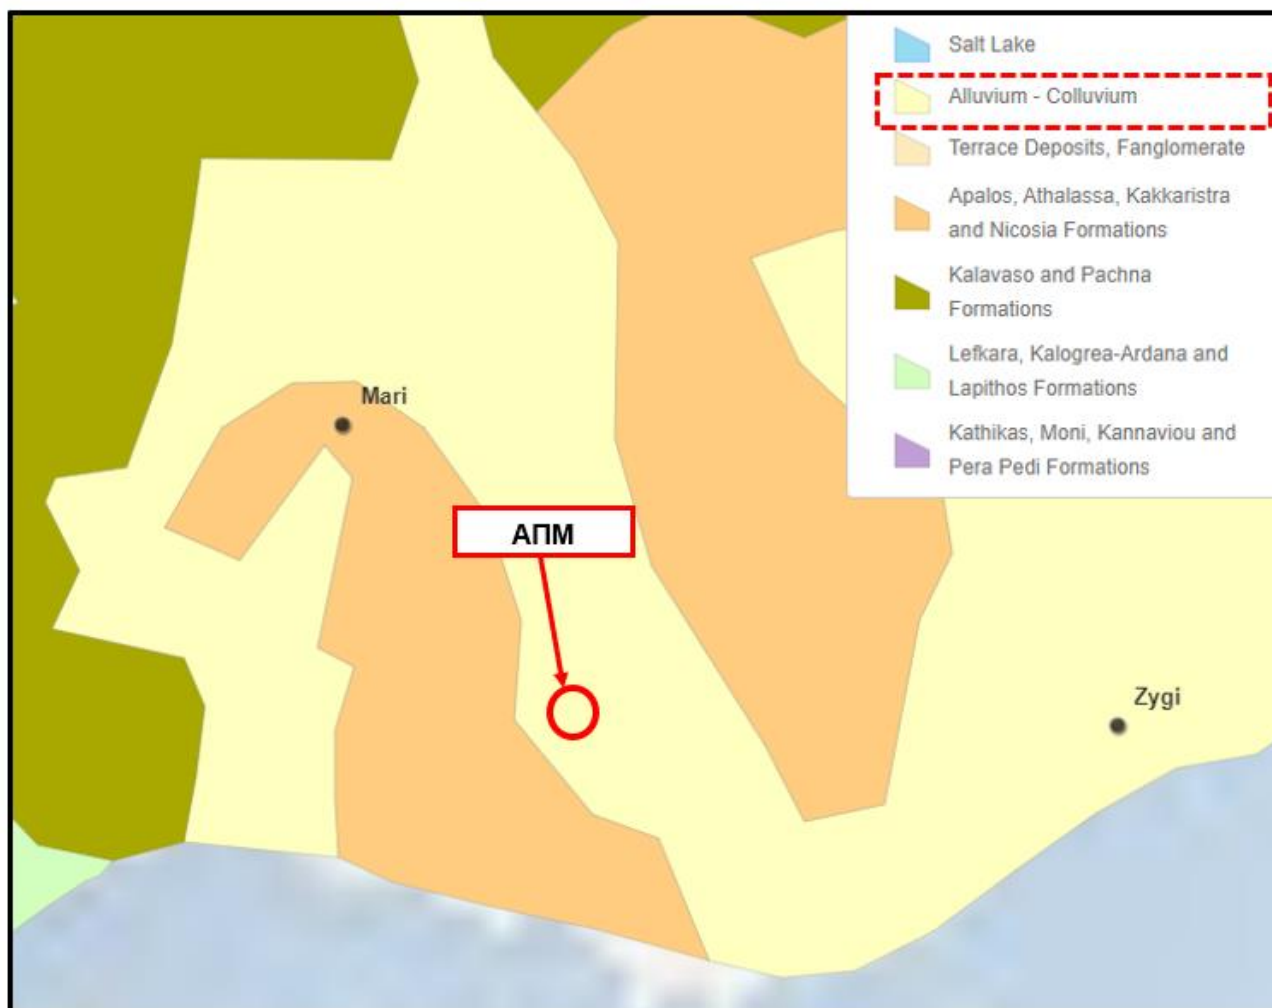 Salt Lake
Alluvium - Colluvium
Terrace Deposits, Fanglomerate
Apalos, Athalassa, Kakkaristra
and Nicosia Formations
Kalavaso and Pachna
Formations
Lefkara, Kalogrea-Ardana and
Lapithos Formations
Kathikas, Moni, Kannaviou and
Pera Pedi Formations
Mari
ΑΠΜ
Zygi